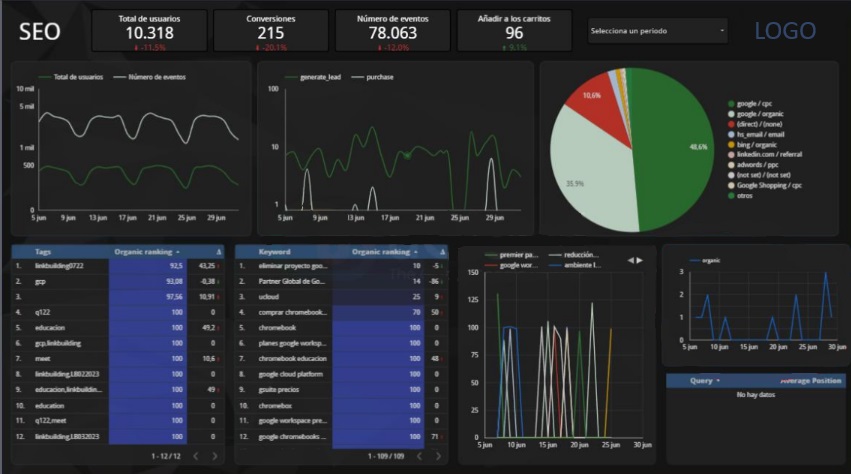 SEO
Total de usuarios
10.318
-11,5%
Conversiones
215
-20,1%
Número de eventos
78.063
-12,0%
Añadir a los carritos
96
9,1%
Selecciona un periodo
LOGO
Total de usuarios Número de eventos
10 mil
5 mil
1 mil
500
0
5 jun 9 jun 13 jun 17 jun 21 jun 25 jun 29 jun
generate_lead purchase
100
10
1
5 jun 9 jun 13 jun 17 jun 21 jun 25 jun 29 jun
10,6%
48,6%
35,9%
google / cpc
google / organic
(direct) / (none)
hs_email / email
bing / organic
linkedin.com / referral
adwords / ppc
(not set) / (not set)
Google Shopping / cpc
otros
Tags Organic ranking Δ
1. linkbuilding0722 92,5 43,25
2. gcp 93,08 -0,38
3. 97,56 10,91
4. q122 100 0
5. educacion 100 49,2
6. gcp,linkbuilding 100 0
7. meet 100 10,6
8. linkbuilding,LB022023 100 0
9. educacion,linkbuildin... 100 49
10. education 100 0
11. q122,meet 100 0
12. linkbuilding,LB032023 100 0
1 - 12 / 12
Keyword Organic ranking Δ
1. eliminar proyecto goo... 10 -5
2. Partner Global de Go... 14 -86
3. ucloud 25 9
4. comprar chromebook... 70 50
5. chromebook 100 0
6. planes google worksp... 100 0
7. chromebook educacion 100 48
8. google cloud platform 100 0
9. gsuite precios 100 0
10. chromebox 100 0
11. google workspace pre... 100 0
12. google chromebooks ... 100 71
1 - 109 / 109
premier pa... reducción...
google wor... ambiente l...
150
125
100
75
50
25
0
5 jun 10 jun 15 jun 20 jun 25 jun 30 jun
organic
3
2
1
0
5 jun 10 jun 15 jun 20 jun 25 jun 30 jun
Query Average Position
No hay datos